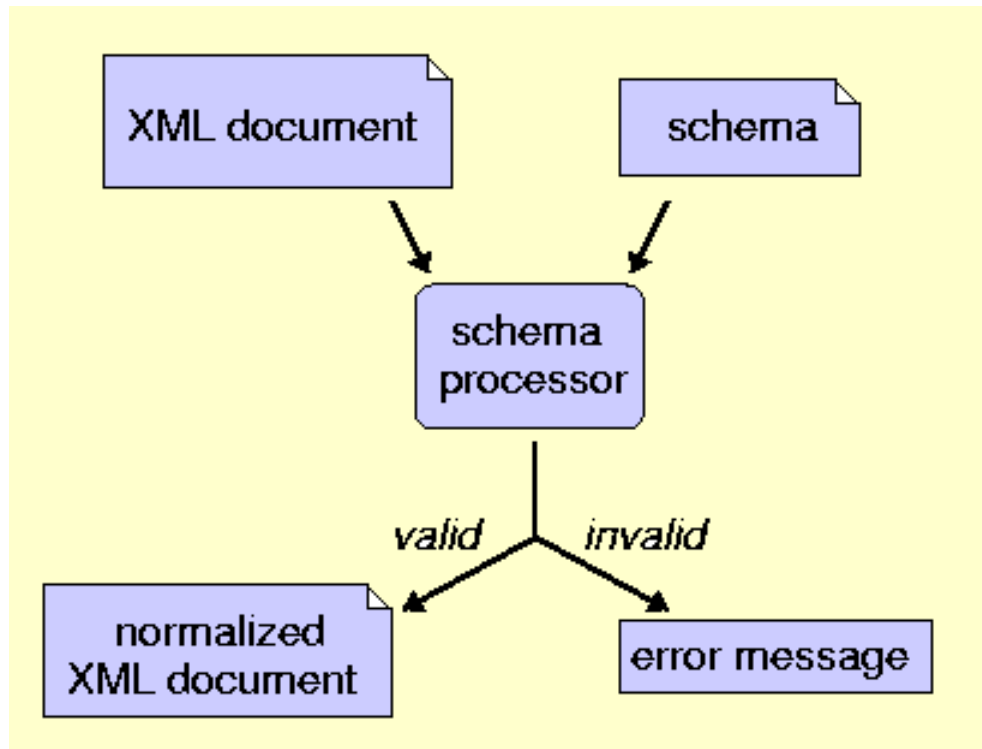 XML document
schema
schema
processor
valid
invalid
normalized
XML document
error message